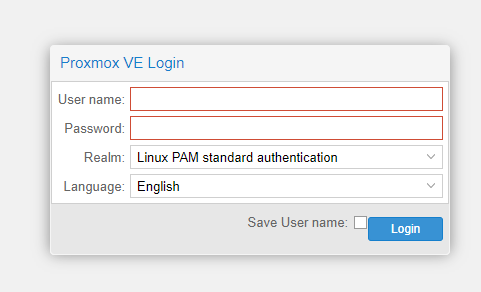 Proxmox VE Login
User name:
Password:
Realm: Linux PAM standard authentication
Language: English
Save User name: Login